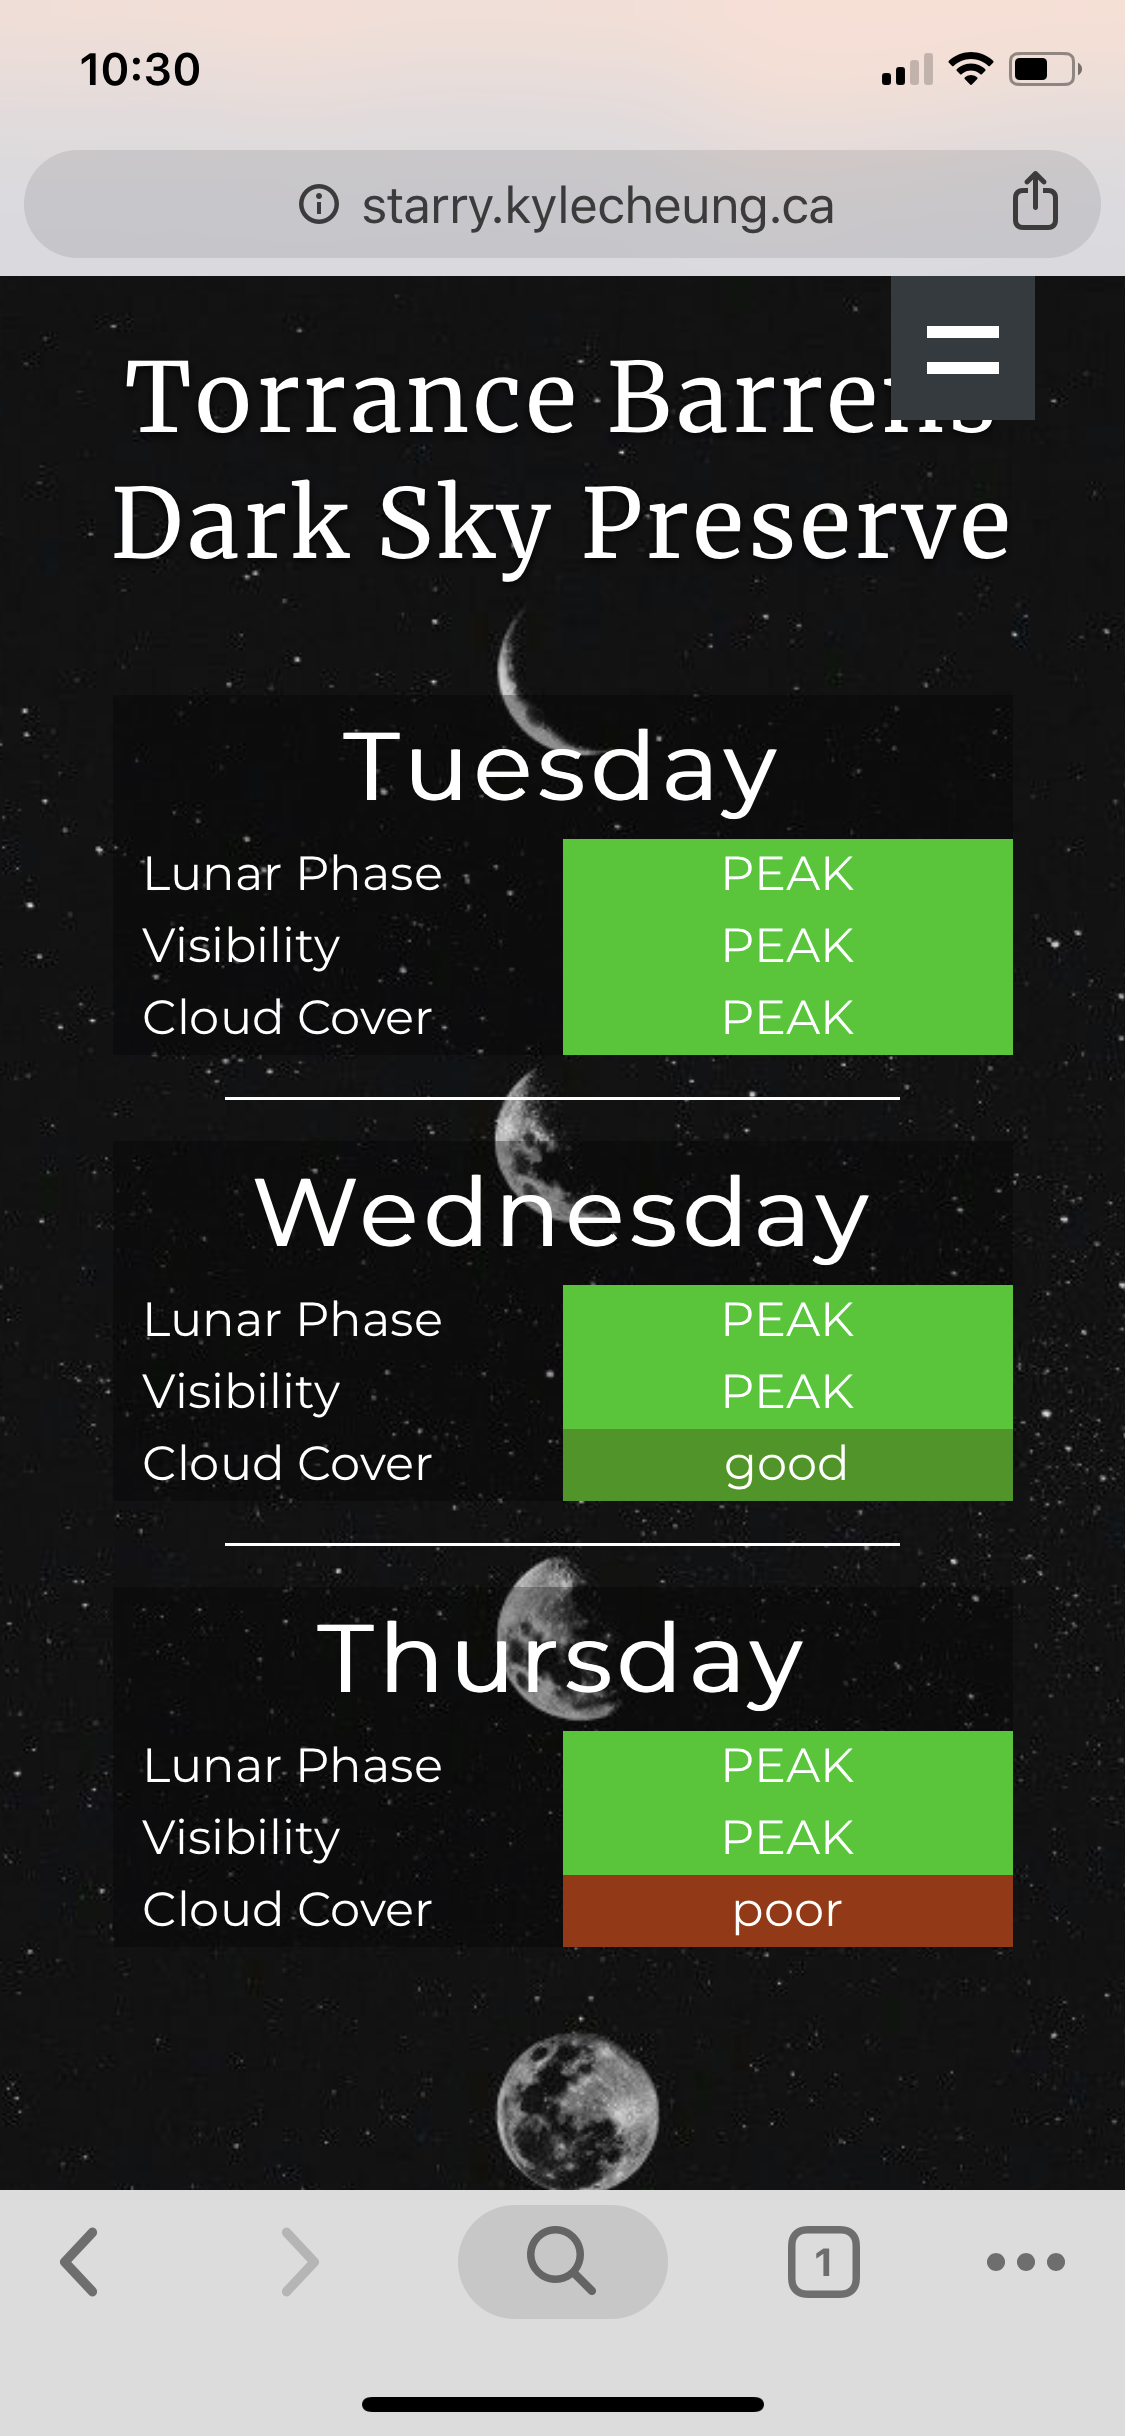 10:30
starry.kylecheung.ca
Torrance Barrens
Dark Sky Preserve
Tuesday
Lunar Phase PEAK
Visibility PEAK
Cloud Cover PEAK
Wednesday
Lunar Phase PEAK
Visibility PEAK
Cloud Cover good
Thursday
Lunar Phase PEAK
Visibility PEAK
Cloud Cover poor
1